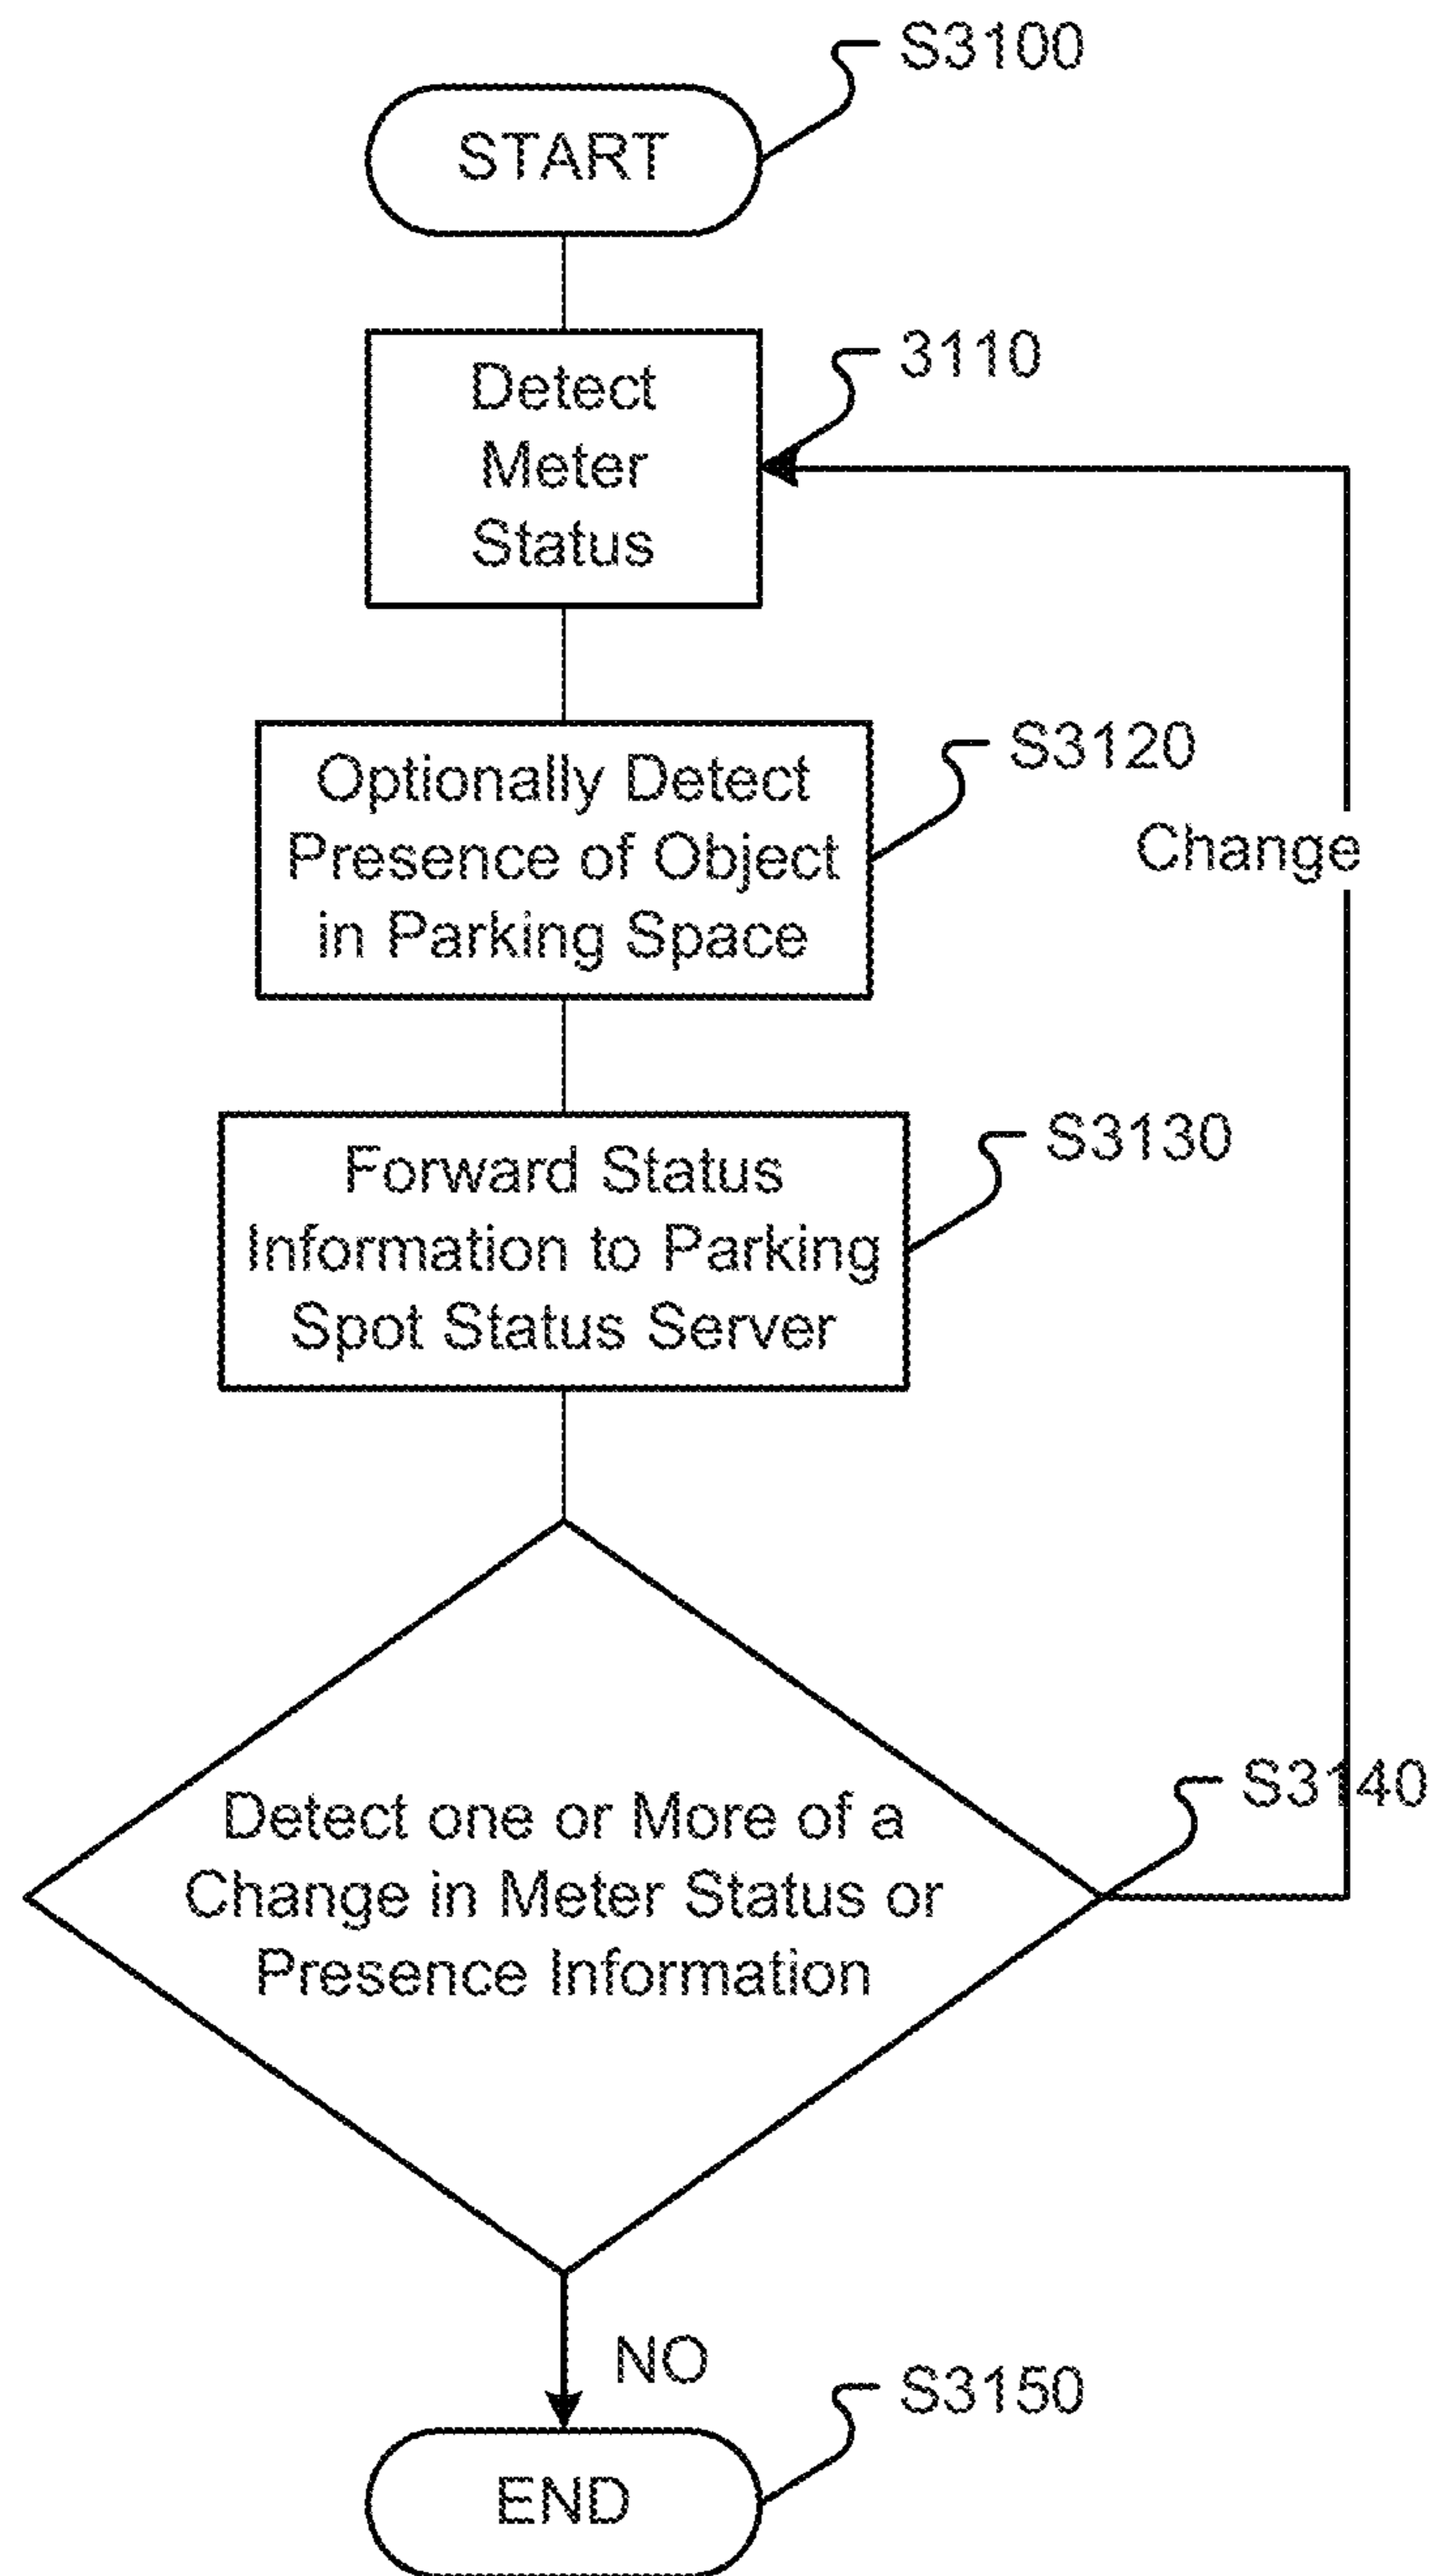 S3100
START
3110
Detect
Meter
Status
S3120
Optionally Detect
Presence of Object
in Parking Space
Change
S3130
Forward Status
Information to Parking
Spot Status Server
S3140
Detect one or More of a
Change in Meter Status or
Presence Information
NO
S3150
END